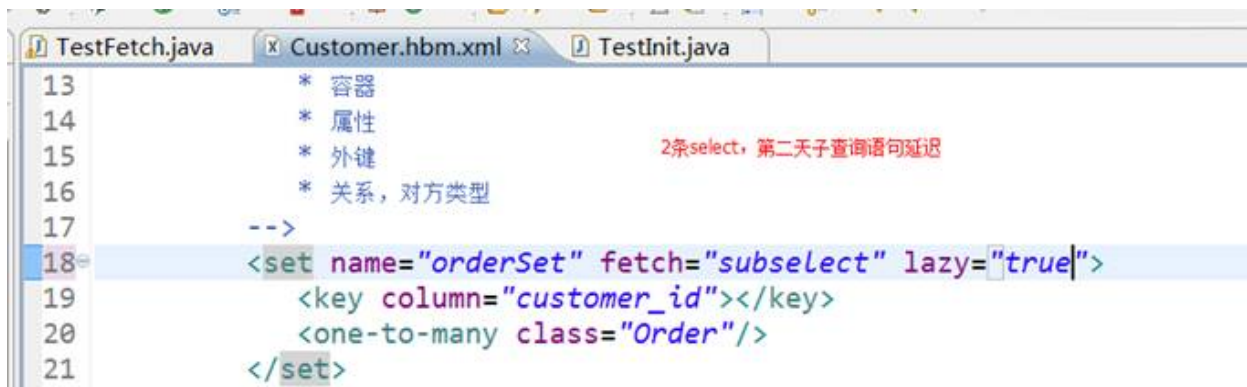 TestFetch.java Customer.hbm.xml TestInit.java
13 * 容器
14 * 属性
15 * 外键
2条select，第二天子查询语句延迟
16 * 关系，对方类型
17 -->
18 <set name="orderSet" fetch="subselect" lazy="true">
19 <key column="customer_id"></key>
20 <one-to-many class="Order"/>
21 </set>